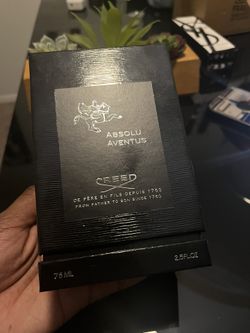 ABSOLU
AVENTUS
CREED
DE PÈRE EN FILS DEPUIS 1760
FROM FATHER TO SON SINCE 1760
75 ML
2.5 FL.OZ